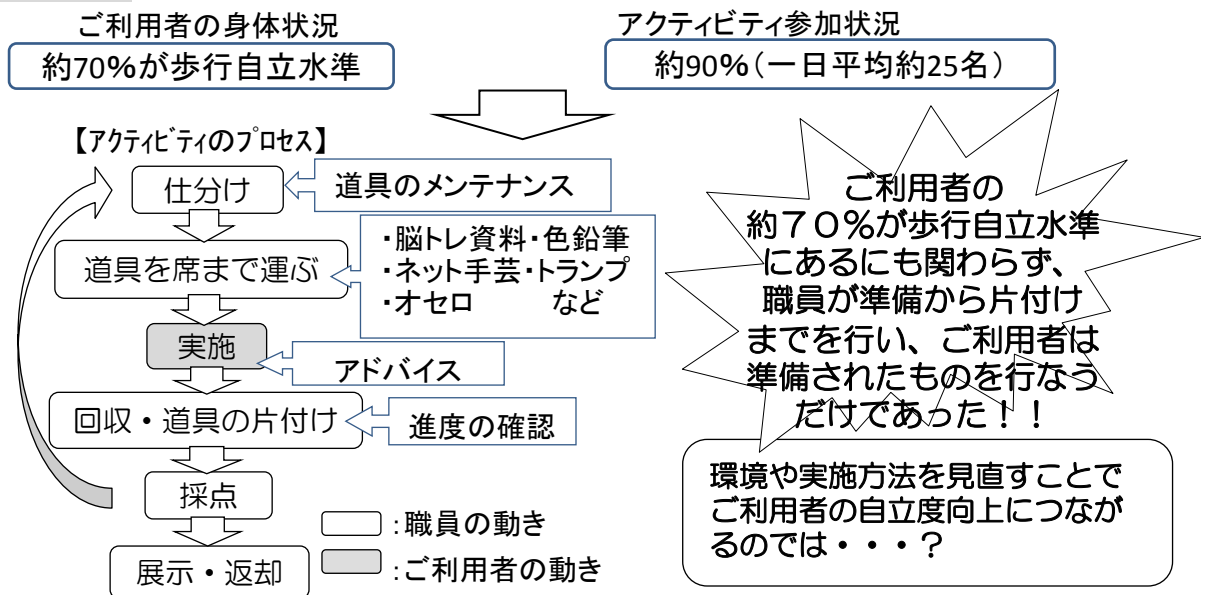 ご利用者の身体状況
約70%が歩行自立水準
アクティビティ参加状況
約90%(一日平均約25名)
【アクティビティのプロセス】
仕分け
道具のメンテナンス
道具を席まで運ぶ
・脳トレ資料・色鉛筆
・ネット手芸・トランプ
・オセロ　　　など
実施
アドバイス
回収・道具の片付け
進度の確認
採点
展示・返却
:職員の動き
:ご利用者の動き
ご利用者の
約７０％が歩行自立水準
にあるにも関わらず、
職員が準備から片付け
までを行い、ご利用者は
準備されたものを行なう
だけであった！！
環境や実施方法を見直すことで
ご利用者の自立度向上につなが
るのでは・・・？